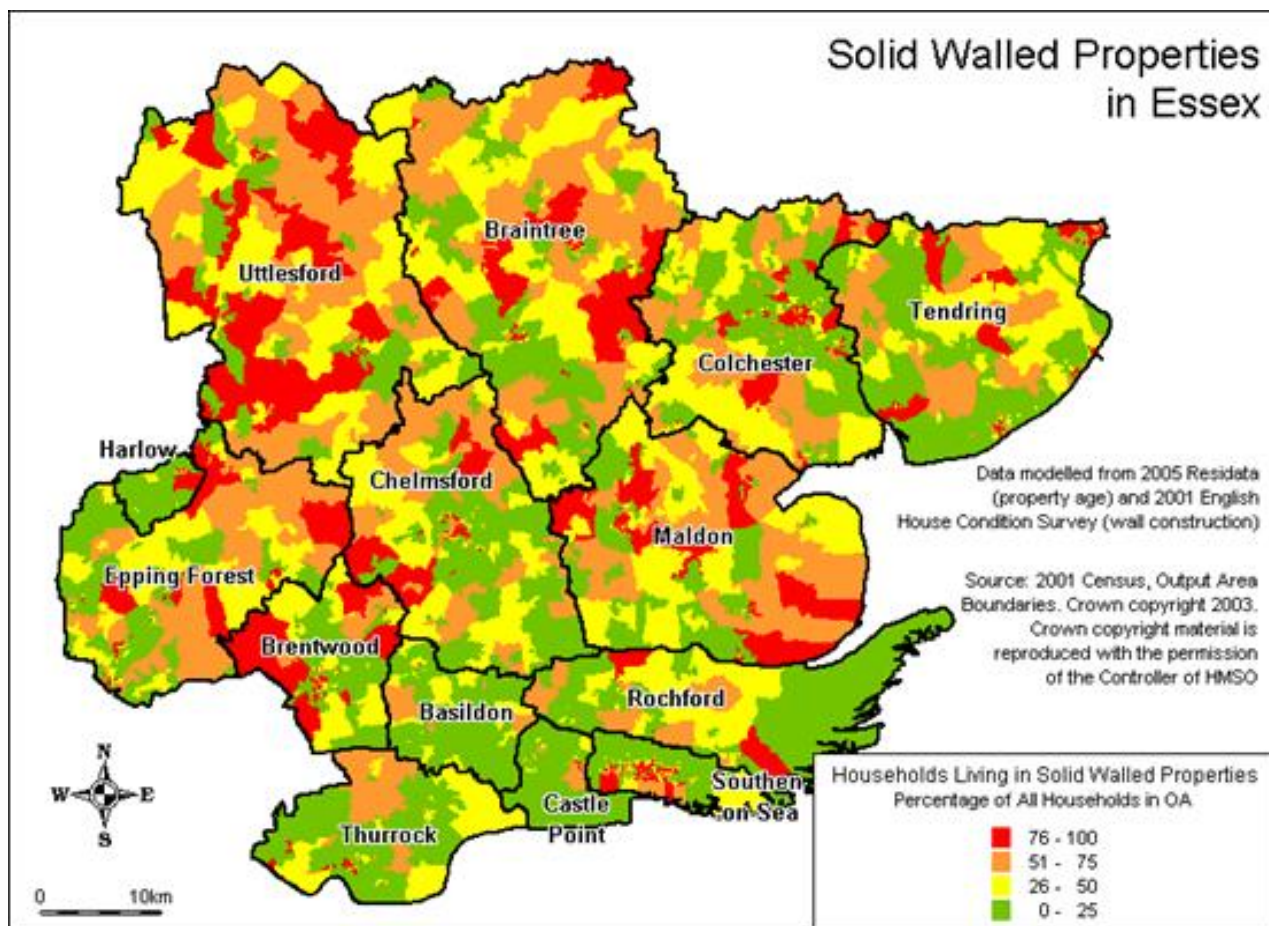 Solid Walled Properties
in Essex
Braintree
Uttlesford
Tendring
Colchester
Harlow
Chelmsford
Data modelled from 2005 Residata
(property age) and 2001 English
House Condition Survey (wall construction)
Maldon
Epping Forest
Source: 2001 Census, Output Area
Boundaries. Crown copyright 2003.
Crown copyright material is
reproduced with the permission
of the Controller of HMSO
Brentwood
Rochford
Basildon
N
W E
S
Southen
on Sea
Castle
Point
Thurrock
Households Living in Solid Walled Properties
Percentage of All Households in OA
76 - 100
51 - 75
26 - 50
0 - 25
0 10km